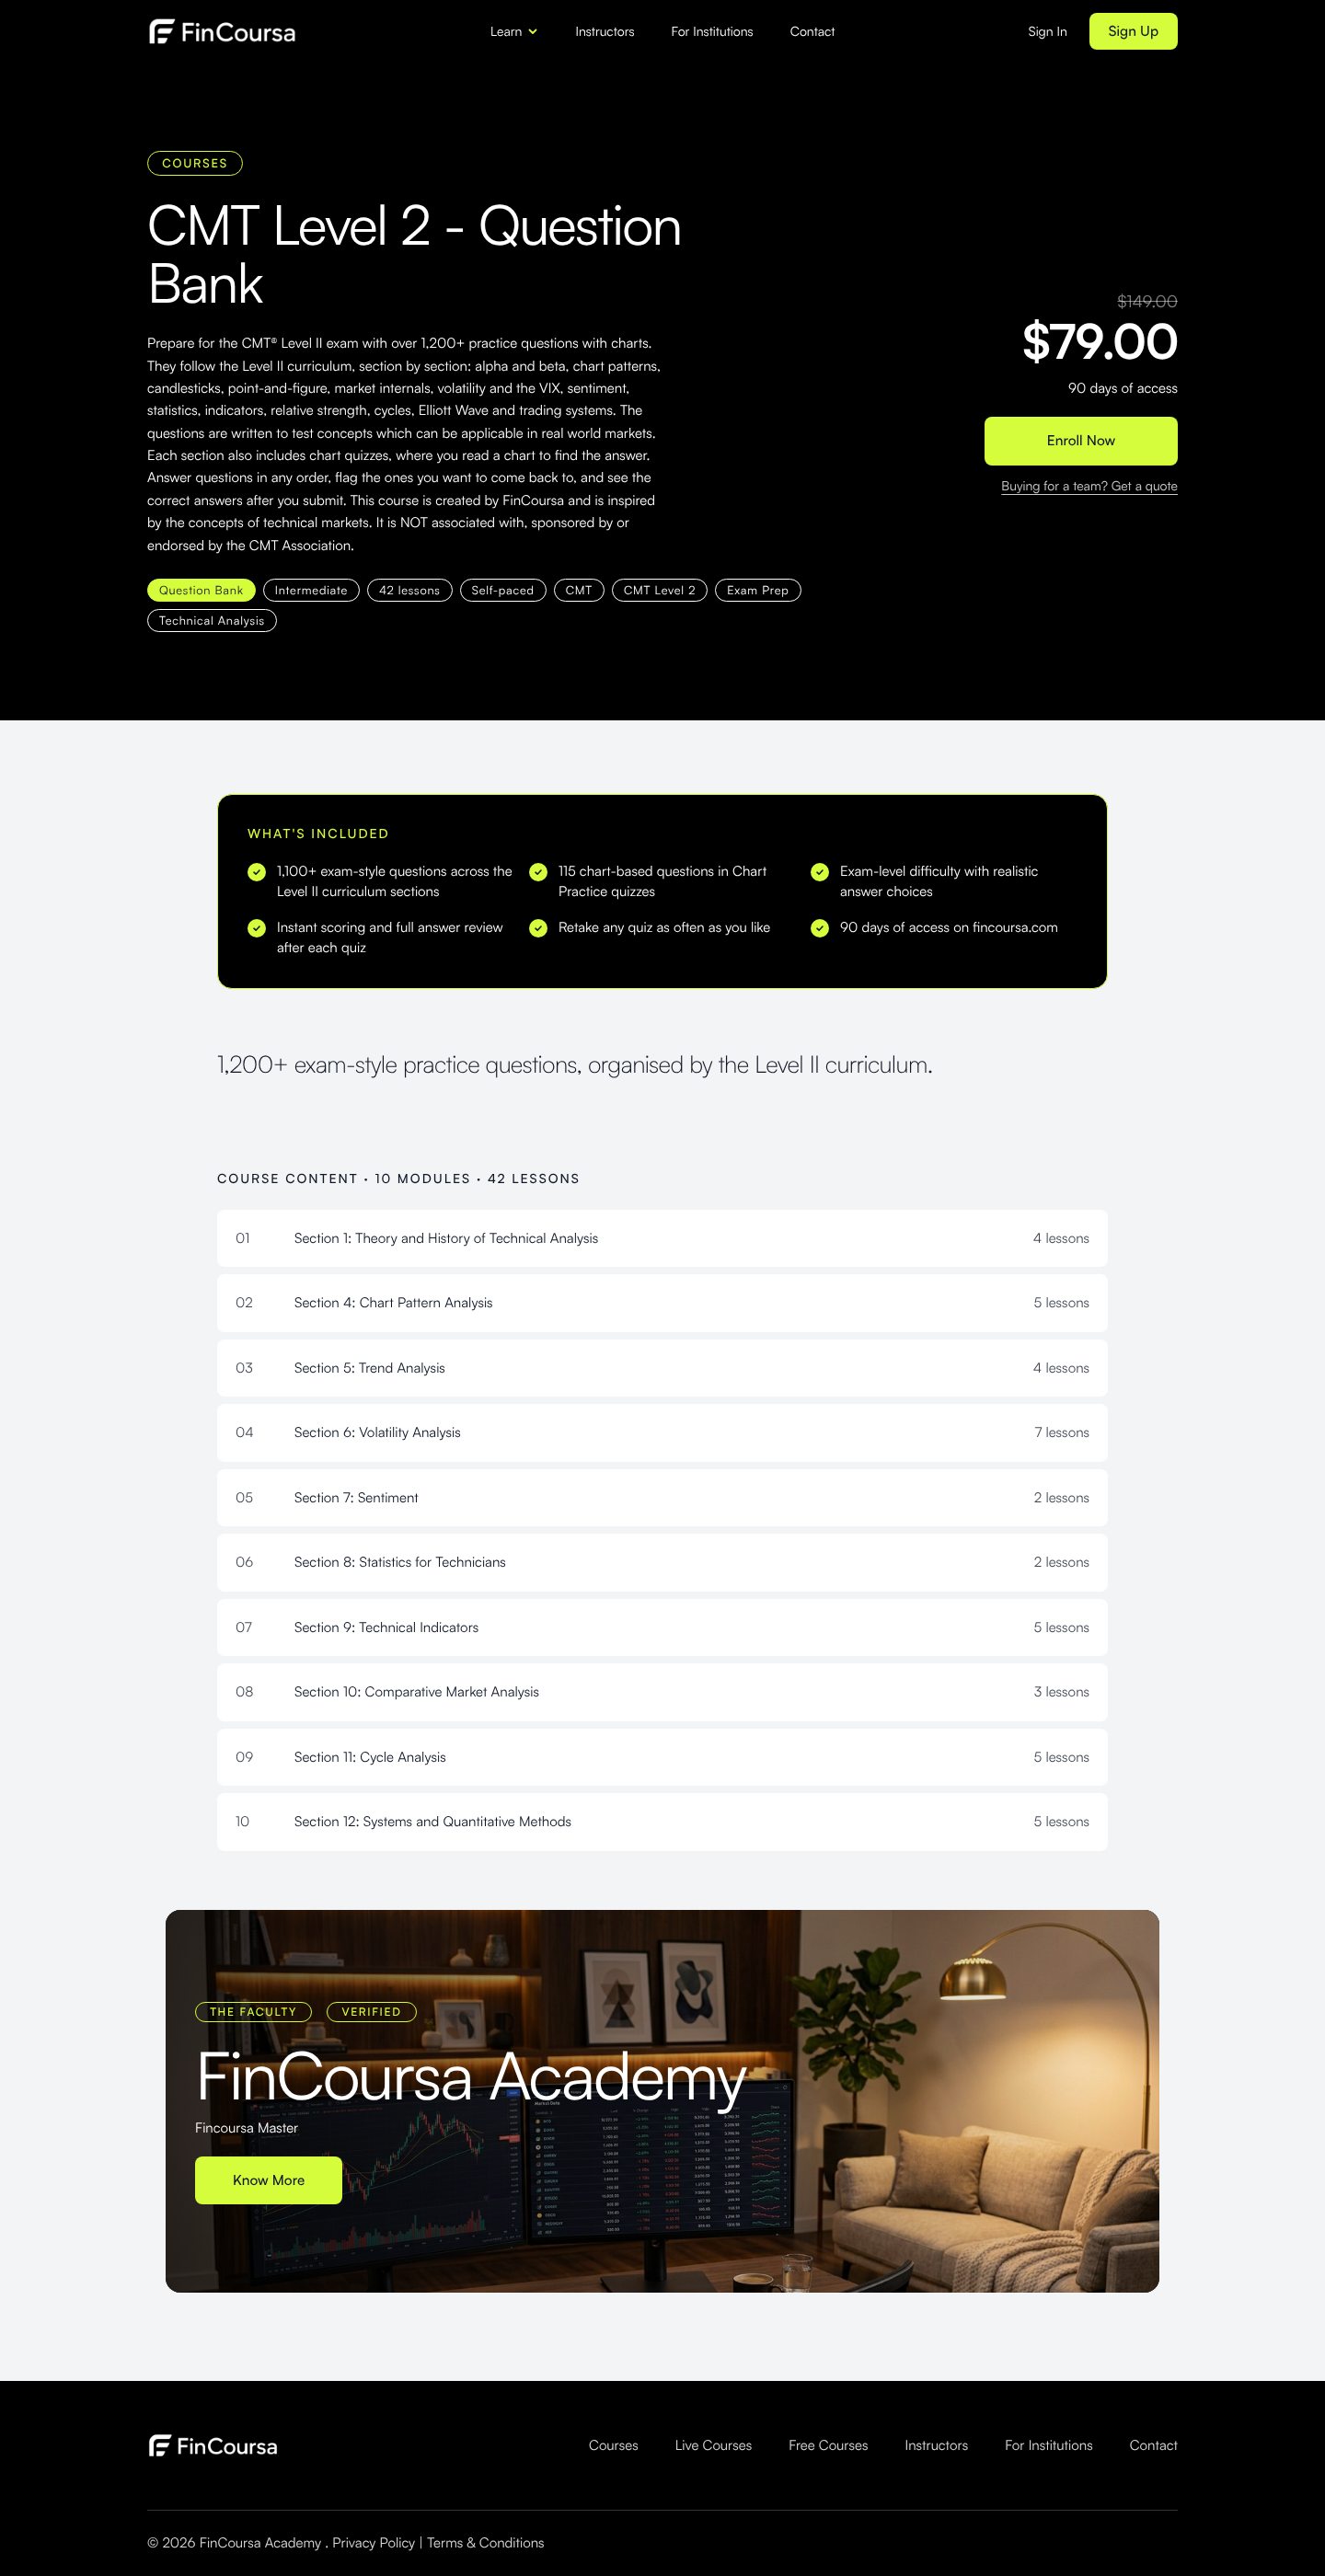 FinCoursa
Learn
Instructors
For Institutions
Contact
Sign In
Sign Up
COURSES
CMT Level 2 - Question
Bank
Prepare for the CMT® Level II exam with over 1,200+ practice questions with charts.
They follow the Level II curriculum, section by section: alpha and beta, chart patterns,
candlesticks, point-and-figure, market internals, volatility and the VIX, sentiment,
statistics, indicators, relative strength, cycles, Elliott Wave and trading systems. The
questions are written to test concepts which can be applicable in real world markets.
Each section also includes chart quizzes, where you read a chart to find the answer.
Answer questions in any order, flag the ones you want to come back to, and see the
correct answers after you submit. This course is created by FinCoursa and is inspired
by the concepts of technical markets. It is NOT associated with, sponsored by or
endorsed by the CMT Association.
Question Bank
Intermediate
42 lessons
Self-paced
CMT
CMT Level 2
Exam Prep
Technical Analysis
$149.00
$79.00
90 days of access
Enroll Now
Buying for a team? Get a quote
WHAT'S INCLUDED
1,100+ exam-style questions across the
Level II curriculum sections
115 chart-based questions in Chart
Practice quizzes
Exam-level difficulty with realistic
answer choices
Instant scoring and full answer review
after each quiz
Retake any quiz as often as you like
90 days of access on fincoursa.com
1,200+ exam-style practice questions, organised by the Level II curriculum.
COURSE CONTENT • 10 MODULES • 42 LESSONS
01 Section 1: Theory and History of Technical Analysis 4 lessons
02 Section 4: Chart Pattern Analysis 5 lessons
03 Section 5: Trend Analysis 4 lessons
04 Section 6: Volatility Analysis 7 lessons
05 Section 7: Sentiment 2 lessons
06 Section 8: Statistics for Technicians 2 lessons
07 Section 9: Technical Indicators 5 lessons
08 Section 10: Comparative Market Analysis 3 lessons
09 Section 11: Cycle Analysis 5 lessons
10 Section 12: Systems and Quantitative Methods 5 lessons
THE FACULTY
VERIFIED
FinCoursa Academy
Fincoursa Master
Know More
FinCoursa
Courses
Live Courses
Free Courses
Instructors
For Institutions
Contact
© 2026 FinCoursa Academy . Privacy Policy | Terms & Conditions